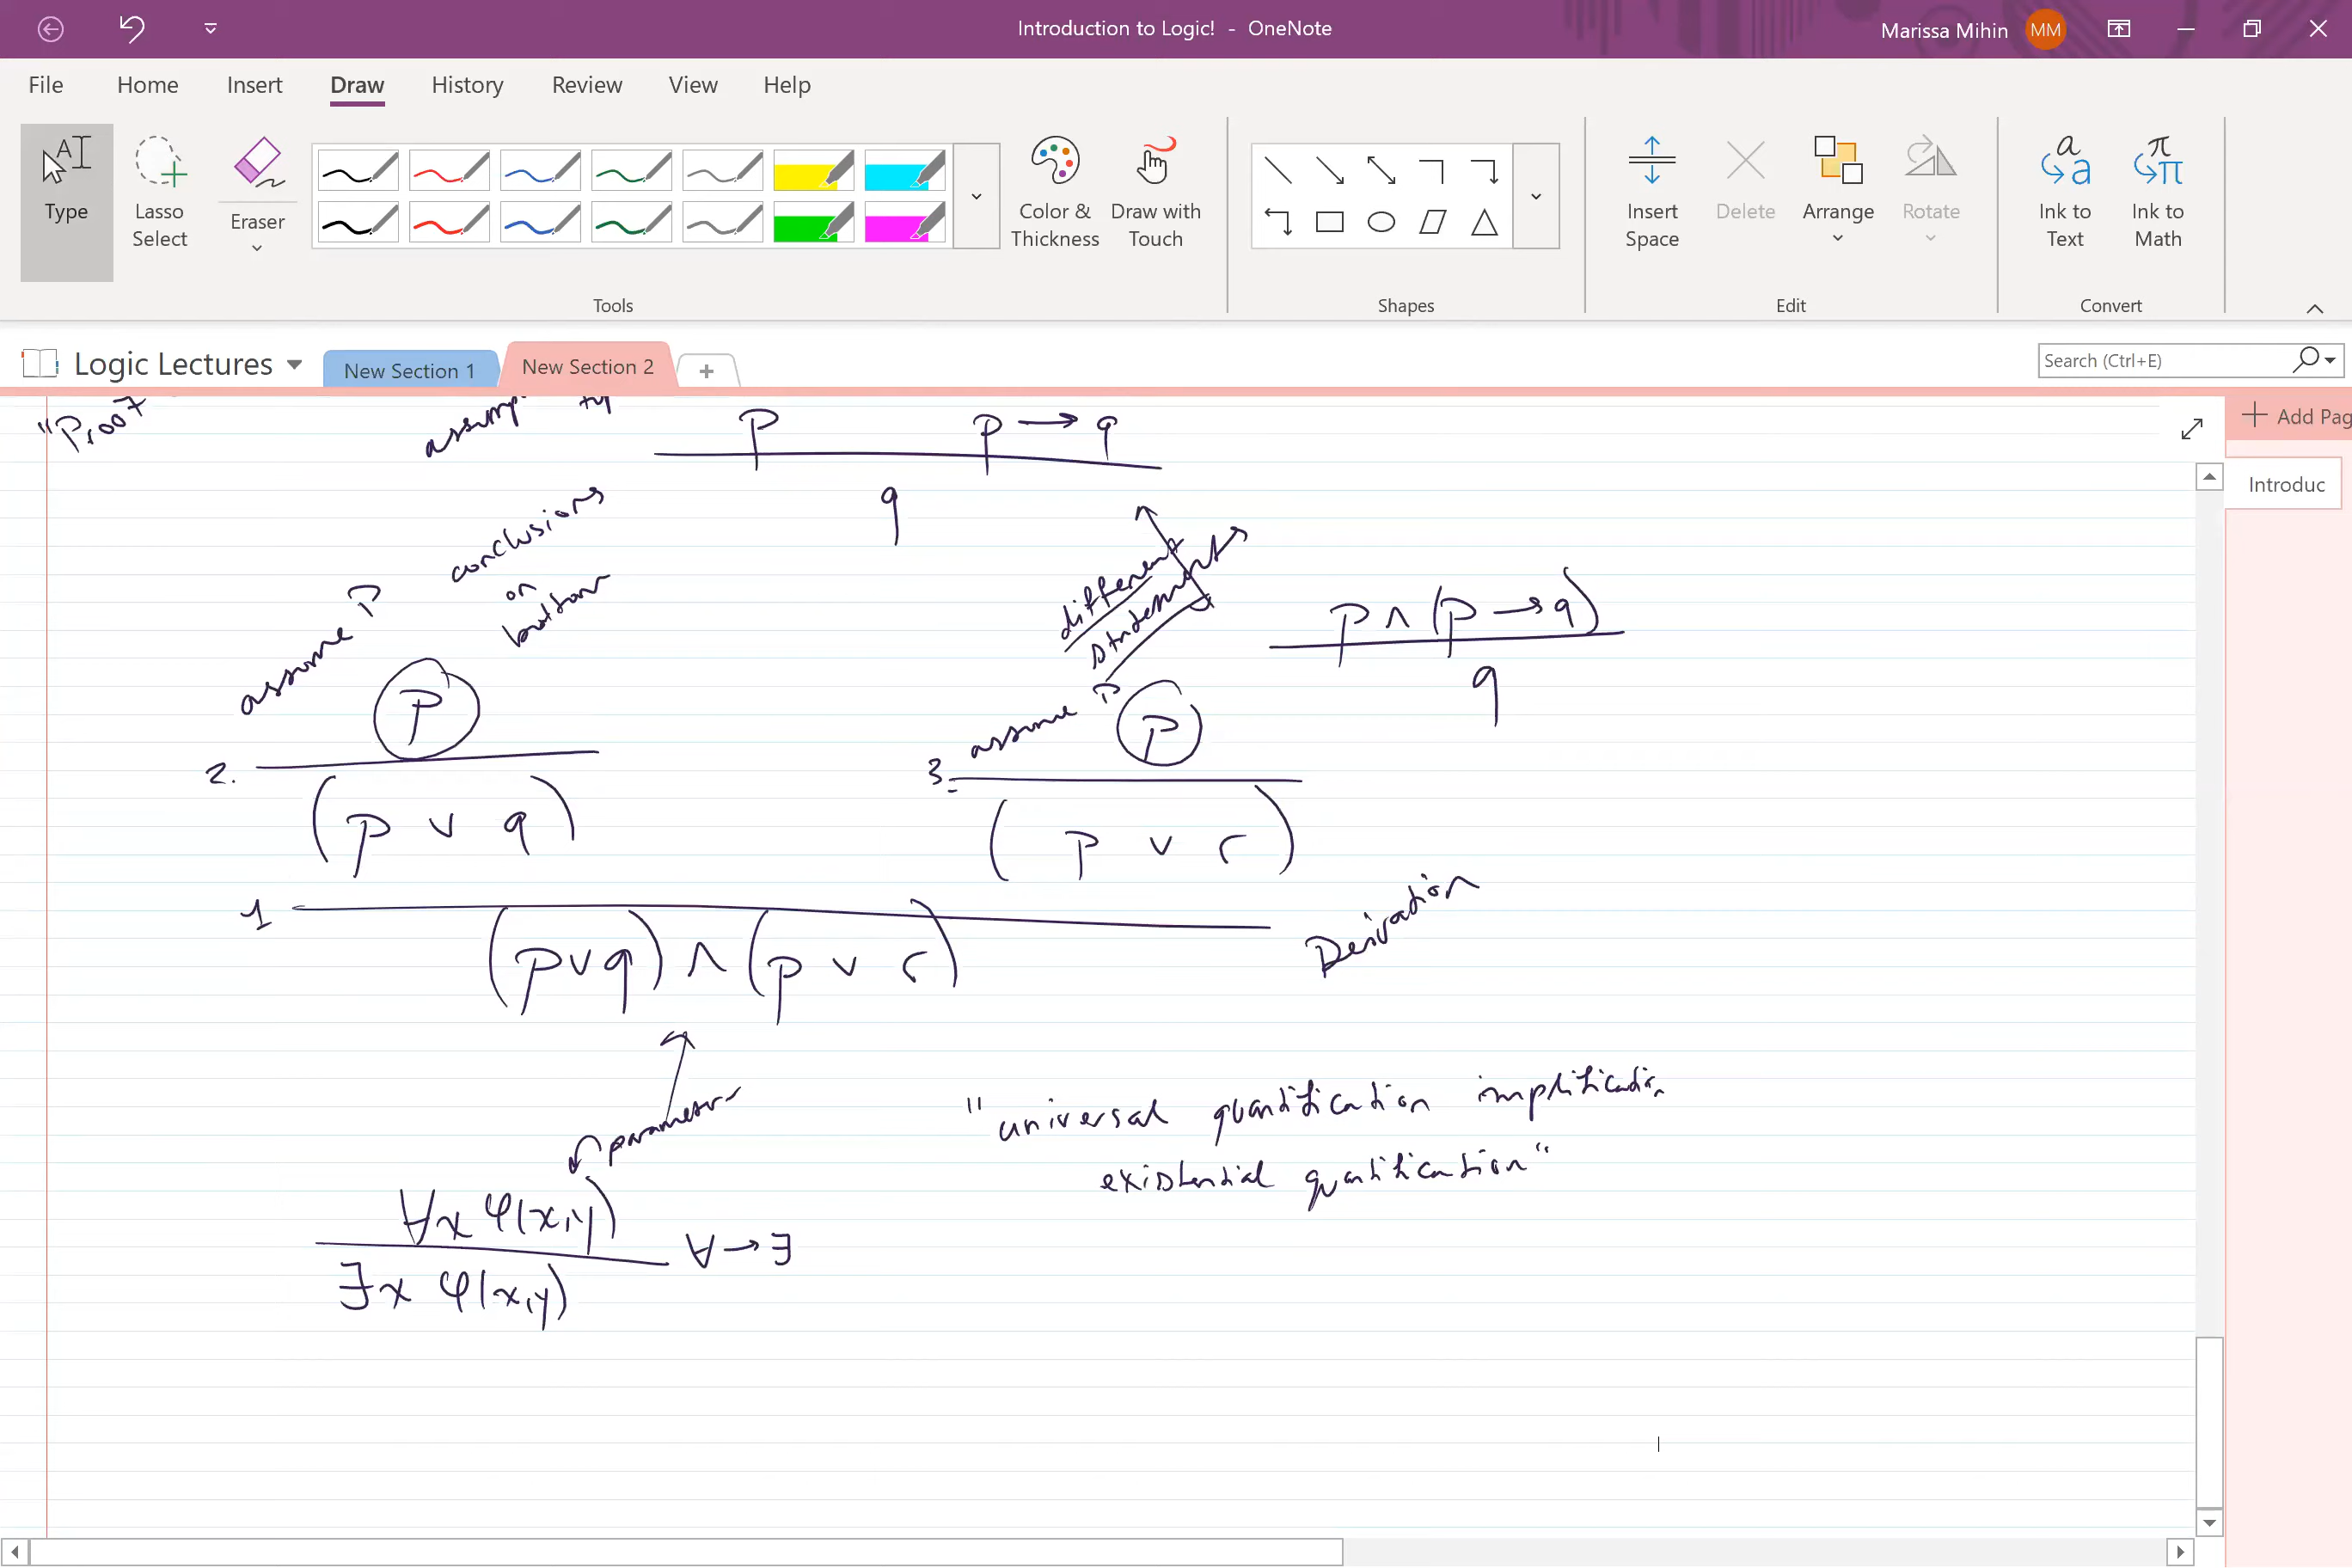 Introduction to Logic! - OneNote
Marissa Mihin MM
File Home Insert Draw History Review View Help
Type
Lasso Select
Eraser
Color & Thickness
Draw with Touch
Insert Space
Delete
Arrange
Rotate
Ink to Text
Ink to Math
Tools
Shapes
Edit
Convert
Logic Lectures
New Section 1
New Section 2
Search (Ctrl+E)
Add Pag
Introduc
"Proof
p p → q
q
conclusions
on
bottom
different
statements
p ∧ (p → q)
q
assume P
P
2.
(p ∨ q)
assume P
P
3.
(p ∨ r)
1
(p ∨ q) ∧ (p ∨ r)
Derivation
parameter
∀x φ(x,y)
∃x φ(x,y)
∀ → ∃
"universal quantification
existential quantification"